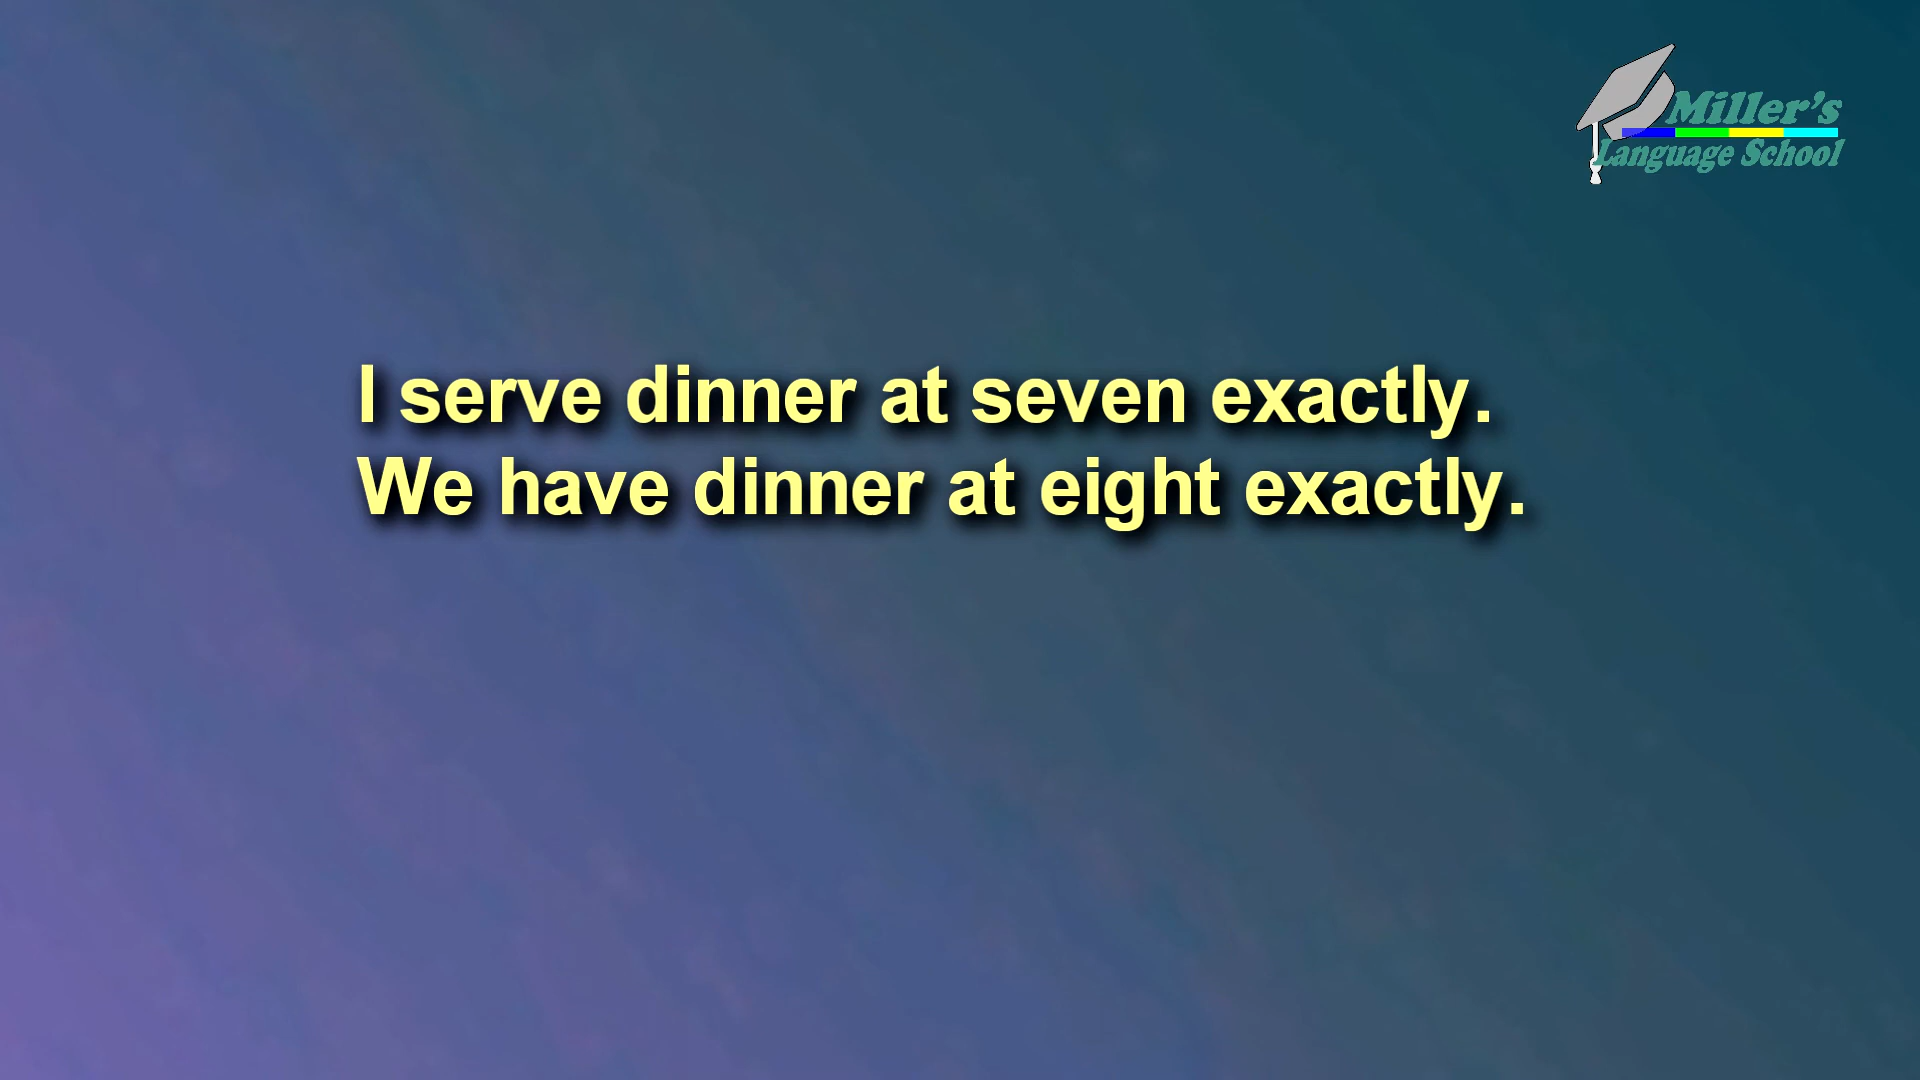 Miller's
Language School
I serve dinner at seven exactly.
We have dinner at eight exactly.